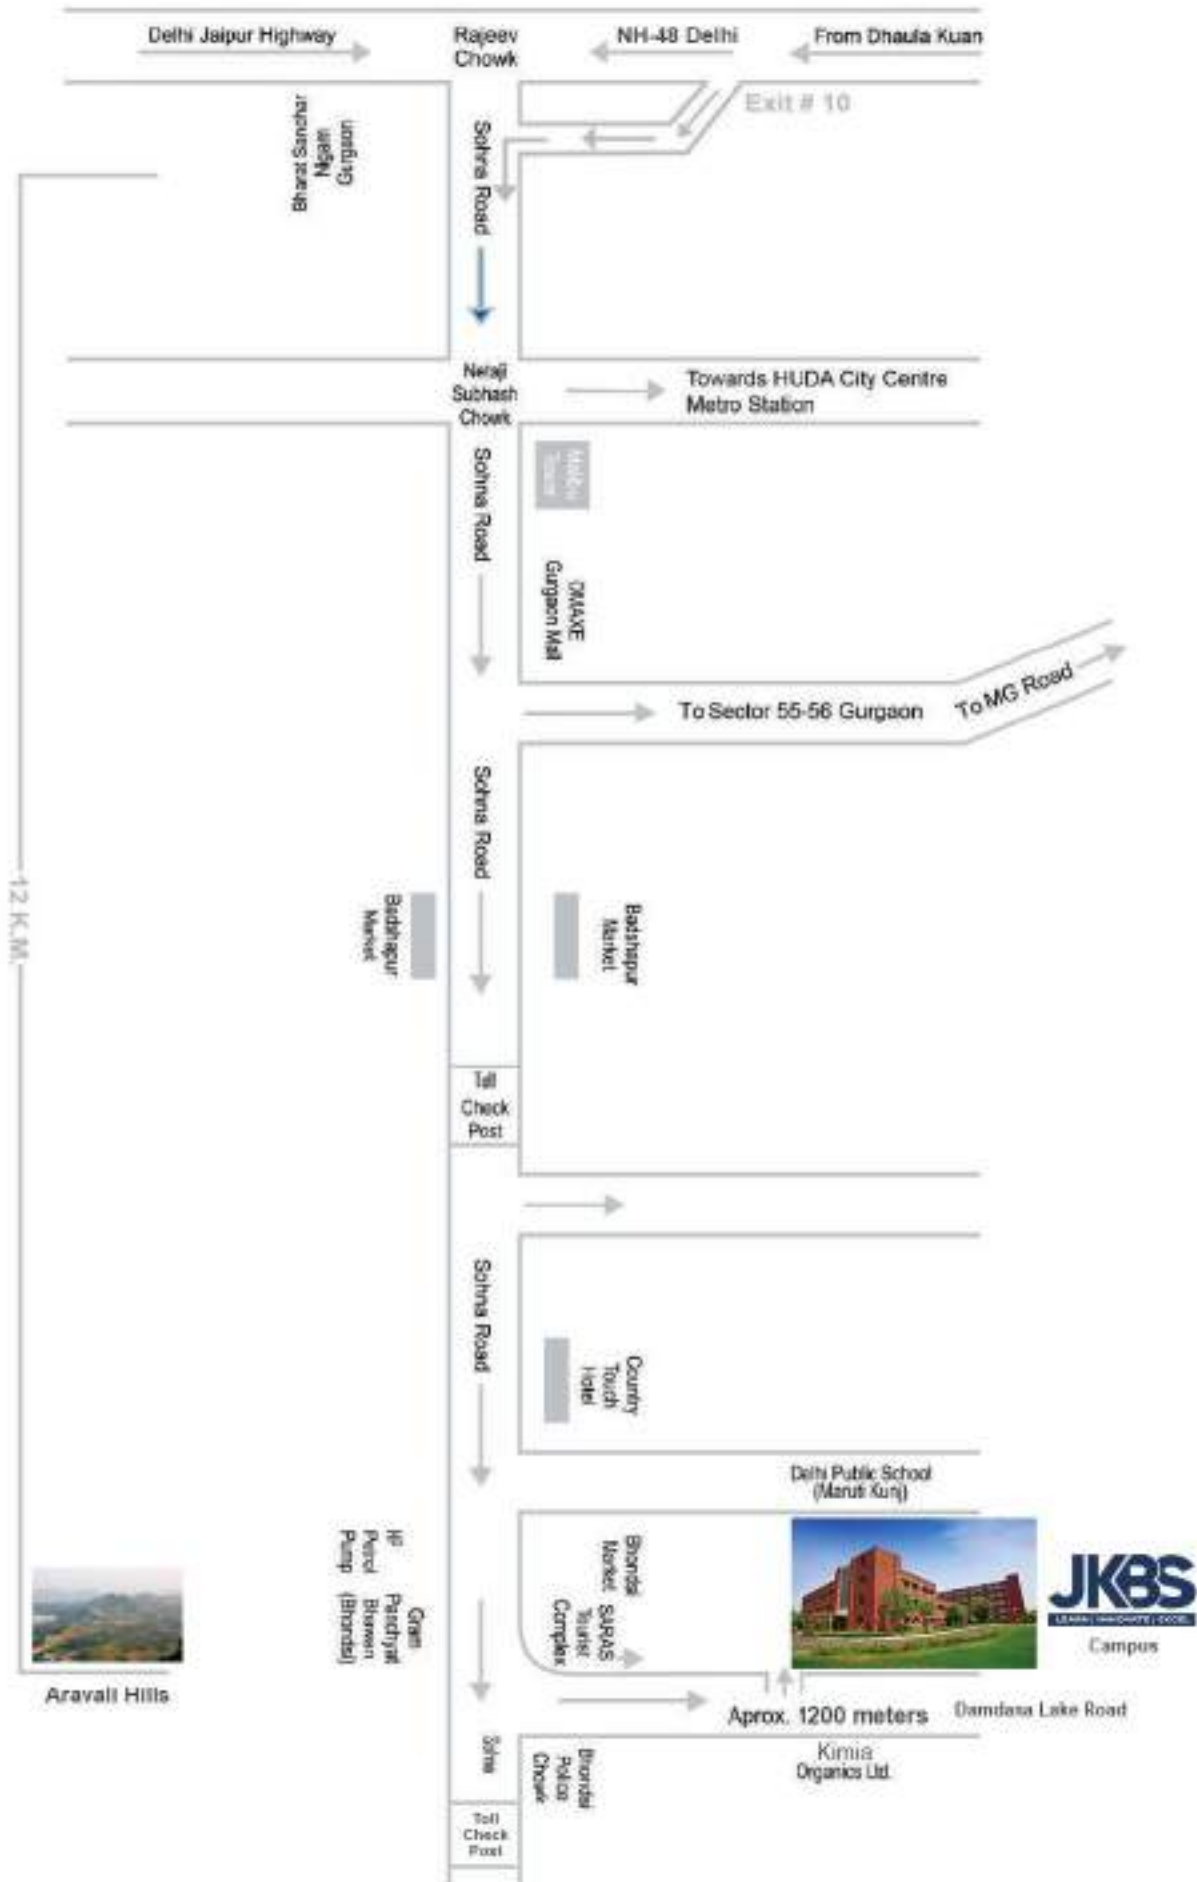 Delhi Jaipur Highway
Rajeev
Chowk
NH-48 Delhi
From Dhaula Kuan
Exit # 10
Bharat Sanchar
Nigam
Gurgaon
Sohna Road
Netaji
Subhash
Chowk
Towards HUDA City Centre
Metro Station
Sohna Road
OMAXE
Gurgaon Mall
To Sector 55-56 Gurgaon
To MG Road
Sohna Road
12 K.M.
Badshapur
Market
Badshapur
Market
Toll
Check
Post
Sohna Road
Country
Touch
Hotel
Delhi Public School
(Maruti Kunj)
Petrol
Pump
Gram
Panchyat
Bhawan
(Bhondsi)
Bhondsi
Market
SARAS
Tourist
Complex
JKBS
LEARN | INNOVATE | EXCEL
Campus
Aravali Hills
Aprox. 1200 meters
Damdama Lake Road
Kimia
Organics Ltd.
Sohna
Bhondsi
Police
Chowk
Toll
Check
Post